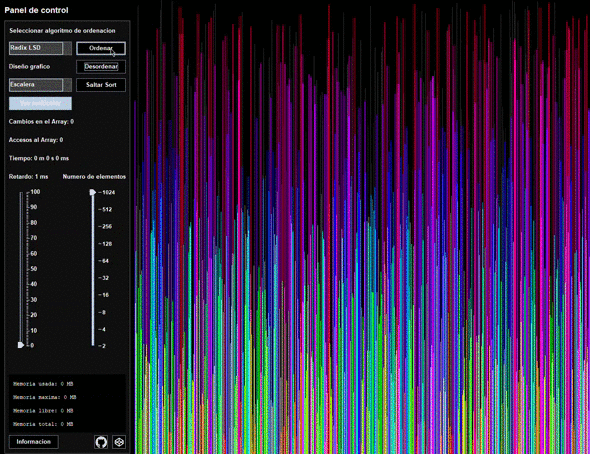 Panel de control
Seleccionar algoritmo de ordenacion
Radix LSD
Ordenar
Diseño grafico
Desordenar
Escalera
Saltar Sort
Cambios en el Array: 0
Accesos al Array: 0
Tiempo: 0 m 0 s 0 ms
Retardo: 1 ms
Numero de elementos
100
90
80
70
60
50
40
30
20
10
0
1024
512
256
128
64
32
16
8
4
2
Memoria usada: 0 MB
Memoria maxima: 0 MB
Memoria libre: 0 MB
Memoria total: 0 MB
Informacion